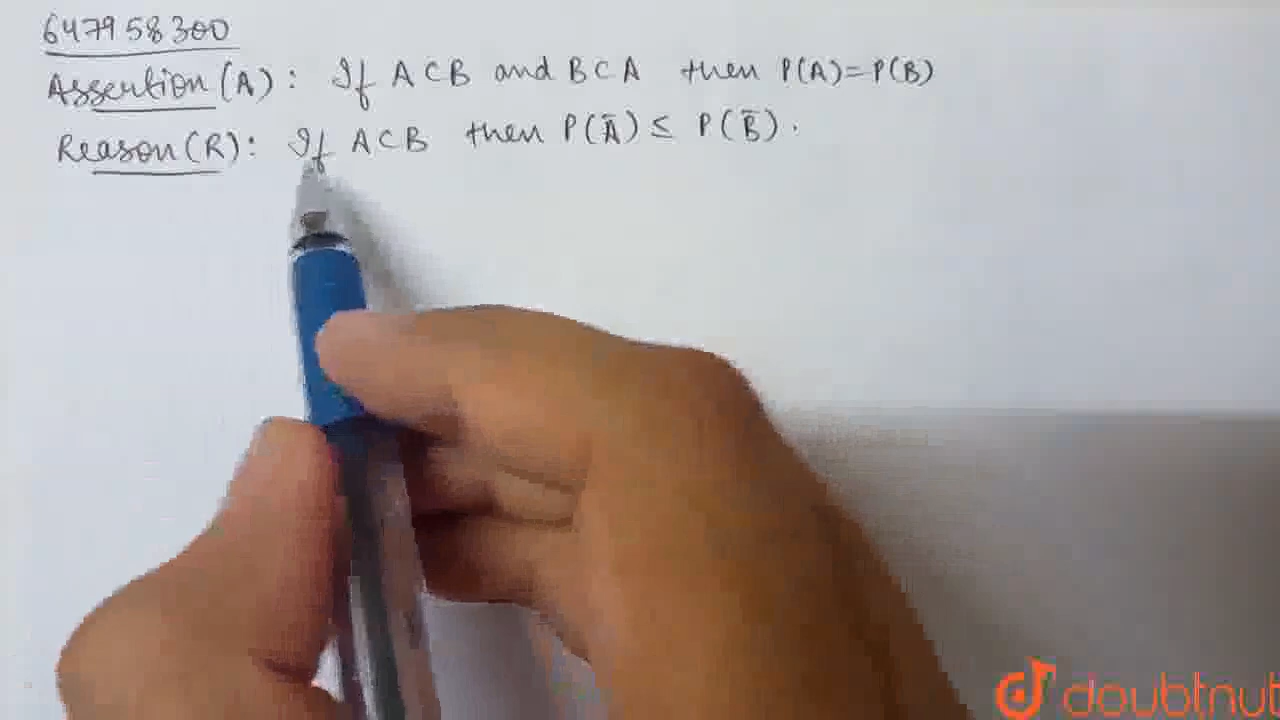 647958300
Assertion (A): If A⊂B and B⊂A then P(A)=P(B)
Reason (R): If A⊂B then P(Ā) ≤ P(B̄).
doubtnut